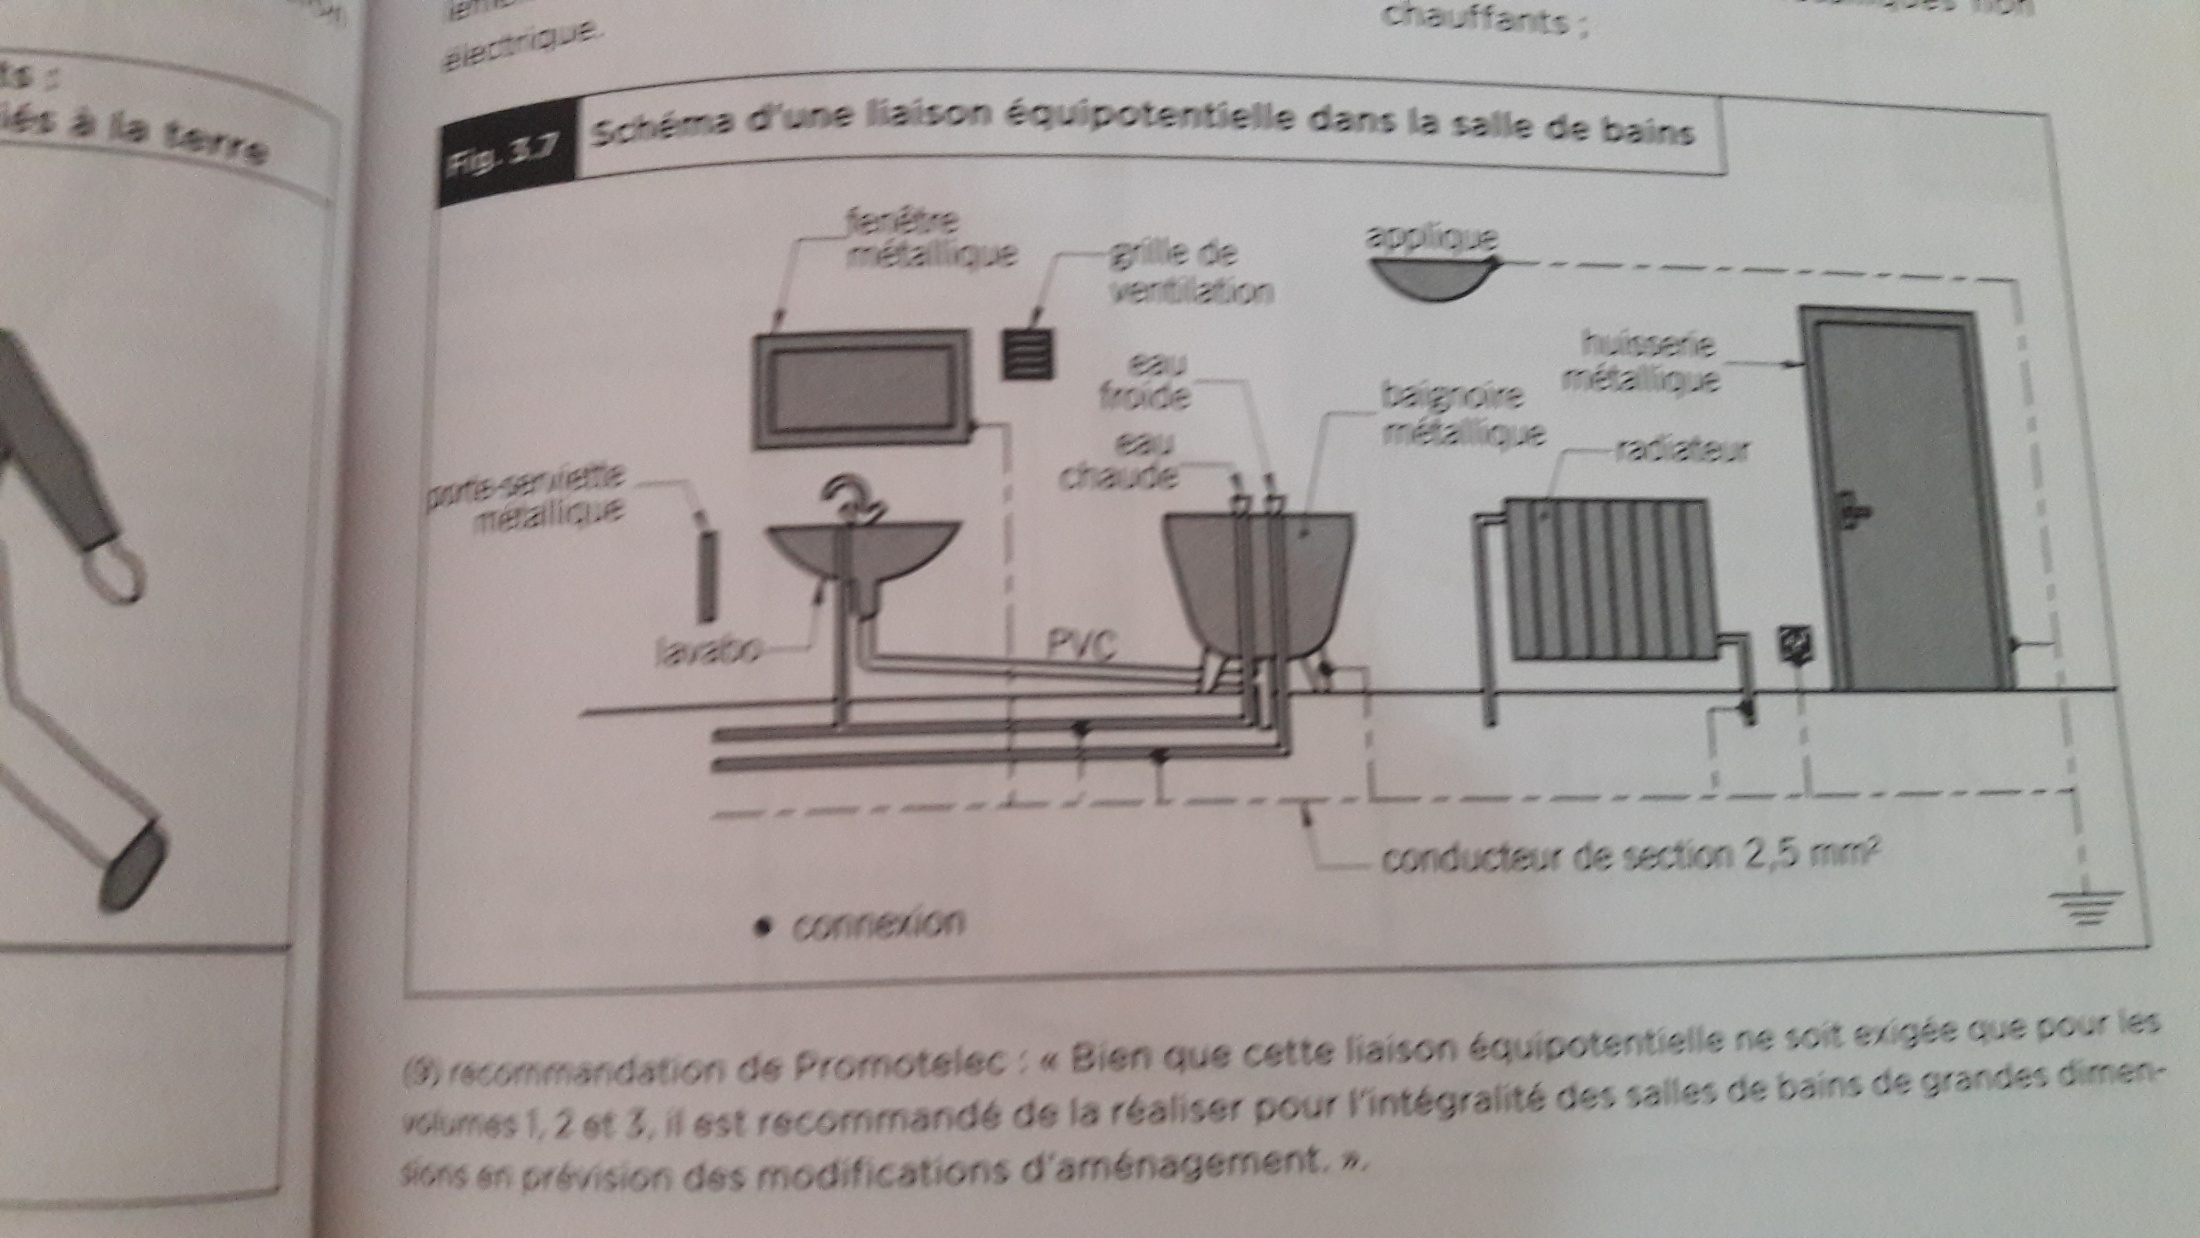 ts :
iés à la terre
électrique.
chauffants ;
Fig. 3.7 Schéma d'une liaison équipotentielle dans la salle de bains
fenêtre
métallique
grille de
ventilation
applique
eau
froide
eau
chaude
baignoire
métallique
huisserie
métallique
radiateur
porte-serviette
métallique
lavabo
PVC
conducteur de section 2,5 mm²
• connexion
(9) recommandation de Promotelec : « Bien que cette liaison équipotentielle ne soit exigée que pour les
volumes 1, 2 et 3, il est recommandé de la réaliser pour l'intégralité des salles de bains de grandes dimen-
sions en prévision des modifications d'aménagement. ».